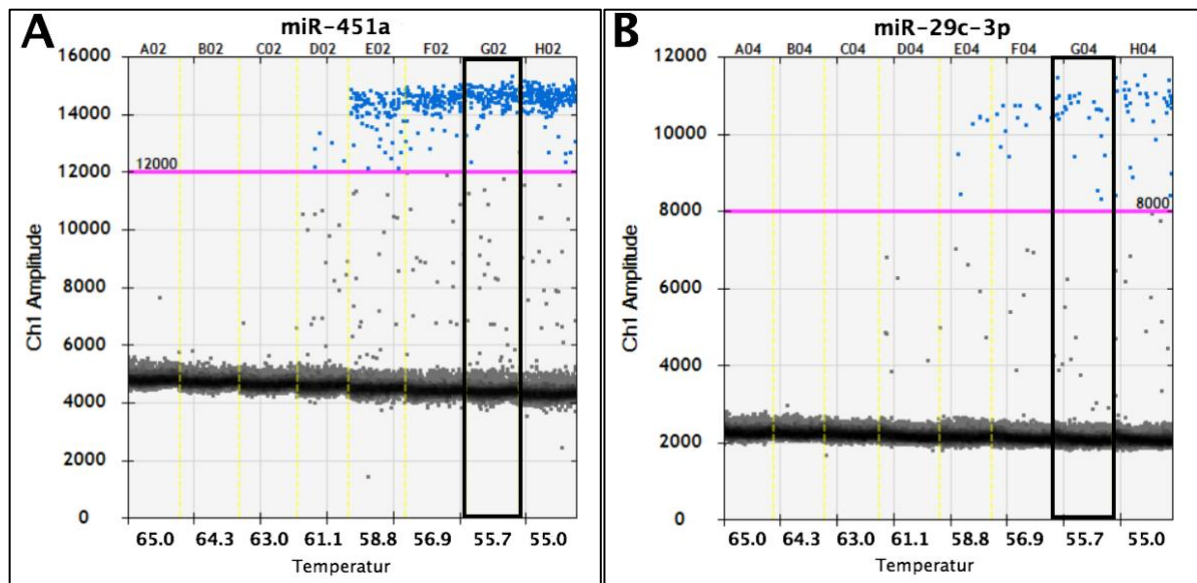 A
miR-451a
A02 B02 C02 D02 E02 F02 G02 H02
16000
14000
12000
12000
10000
8000
6000
4000
2000
0
Ch1 Amplitude
65.0 64.3 63.0 61.1 58.8 56.9 55.7 55.0
Temperatur
B
miR-29c-3p
A04 B04 C04 D04 E04 F04 G04 H04
12000
10000
8000
8000
6000
4000
2000
0
Ch1 Amplitude
65.0 64.3 63.0 61.1 58.8 56.9 55.7 55.0
Temperatur